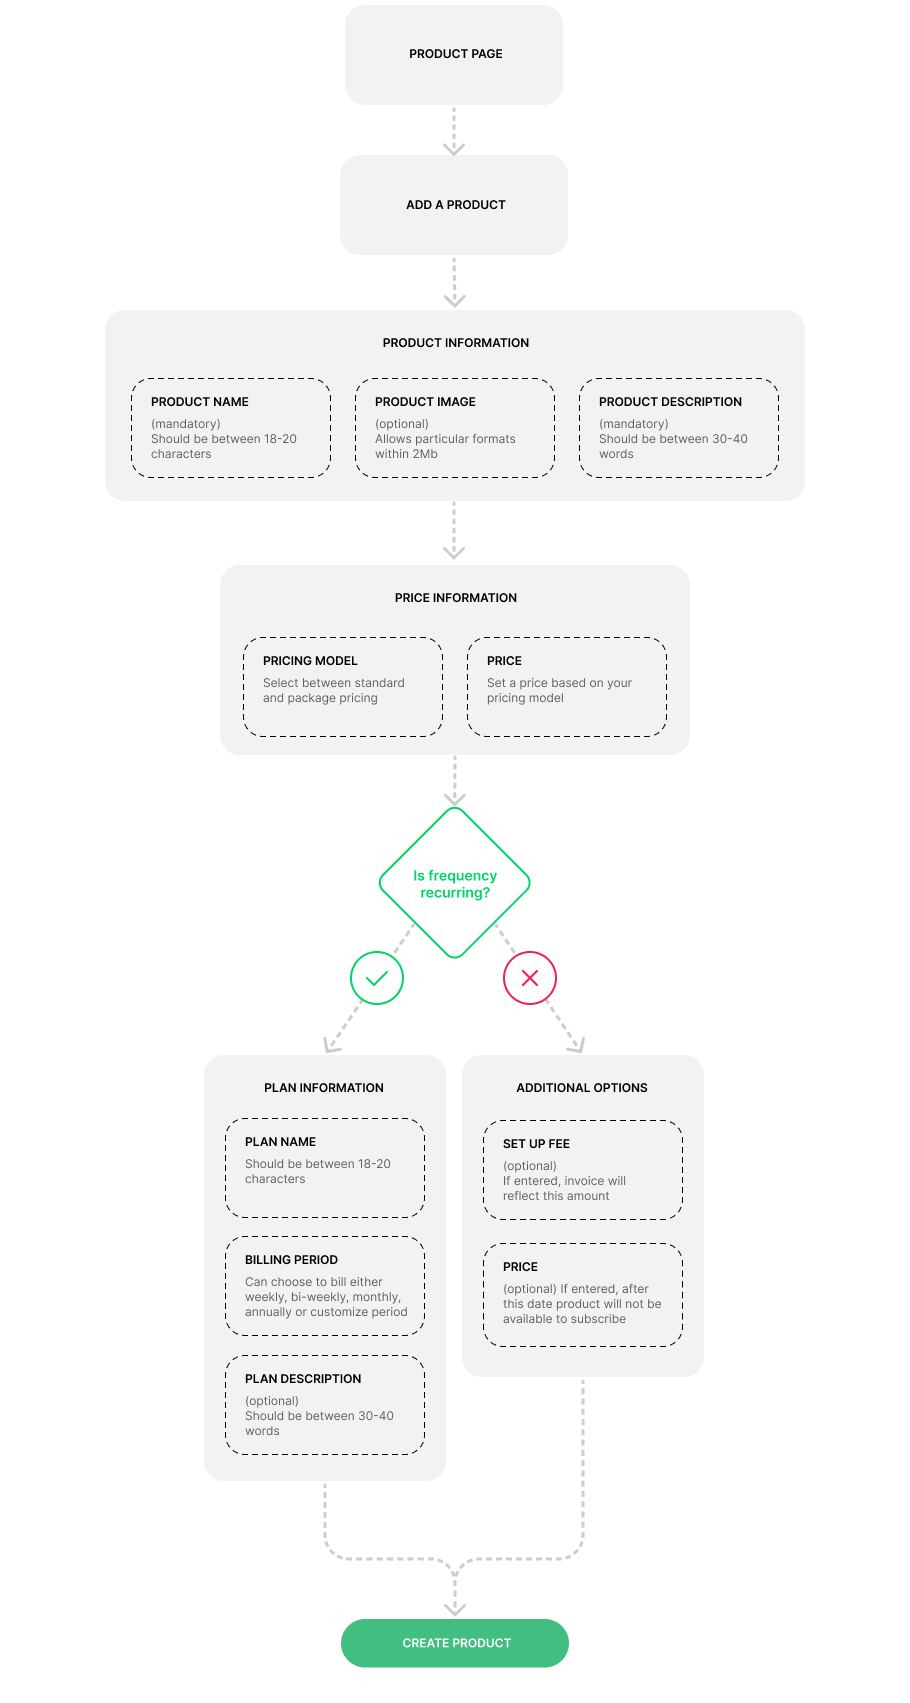 PRODUCT PAGE
ADD A PRODUCT
PRODUCT INFORMATION
PRODUCT NAME
(mandatory)
Should be between 18-20
characters
PRODUCT IMAGE
(optional)
Allows particular formats
within 2Mb
PRODUCT DESCRIPTION
(mandatory)
Should be between 30-40
words
PRICE INFORMATION
PRICING MODEL
Select between standard
and package pricing
PRICE
Set a price based on your
pricing model
Is frequency
recurring?
PLAN INFORMATION
PLAN NAME
Should be between 18-20
characters
BILLING PERIOD
Can choose to bill either
weekly, bi-weekly, monthly,
annually or customize period
PLAN DESCRIPTION
(optional)
Should be between 30-40
words
ADDITIONAL OPTIONS
SET UP FEE
(optional)
If entered, invoice will
reflect this amount
PRICE
(optional) If entered, after
this date product will not be
available to subscribe
CREATE PRODUCT